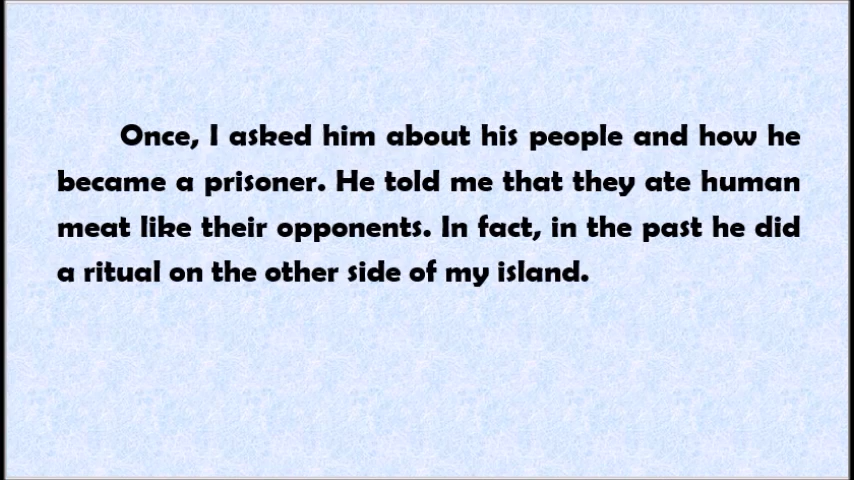 Once, I asked him about his people and how he
became a prisoner. He told me that they ate human
meat like their opponents. In fact, in the past he did
a ritual on the other side of my island.